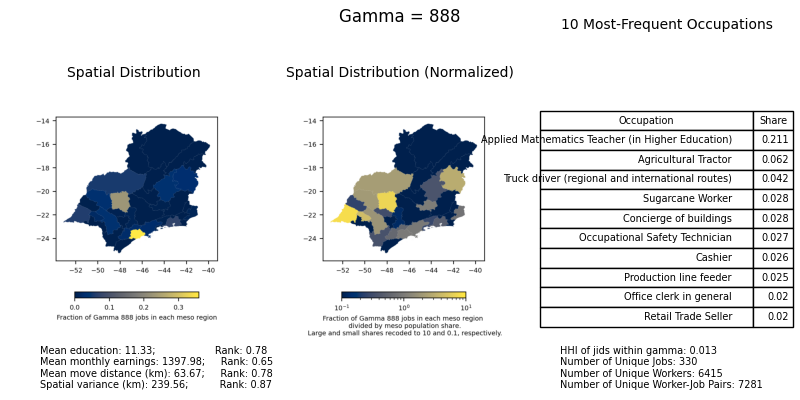 Gamma = 888
10 Most-Frequent Occupations
Spatial Distribution
Spatial Distribution (Normalized)
−14
−16
−18
−20
−22
−24
−52 −50 −48 −46 −44 −42 −40
0.0 0.1 0.2 0.3
Fraction of Gamma 888 jobs in each meso region
−14
−16
−18
−20
−22
−24
−52 −50 −48 −46 −44 −42 −40
10⁻¹ 10⁰ 10¹
Fraction of Gamma 888 jobs in each meso region
divided by meso population share.
Large and small shares recoded to 10 and 0.1, respectively.
Occupation Share
Applied Mathematics Teacher (in Higher Education) 0.211
Agricultural Tractor 0.062
Truck driver (regional and international routes) 0.042
Sugarcane Worker 0.028
Concierge of buildings 0.028
Occupational Safety Technician 0.027
Cashier 0.026
Production line feeder 0.025
Office clerk in general 0.02
Retail Trade Seller 0.02
Mean education: 11.33; Rank: 0.78
Mean monthly earnings: 1397.98; Rank: 0.65
Mean move distance (km): 63.67; Rank: 0.78
Spatial variance (km): 239.56; Rank: 0.87
HHI of jids within gamma: 0.013
Number of Unique Jobs: 330
Number of Unique Workers: 6415
Number of Unique Worker-Job Pairs: 7281